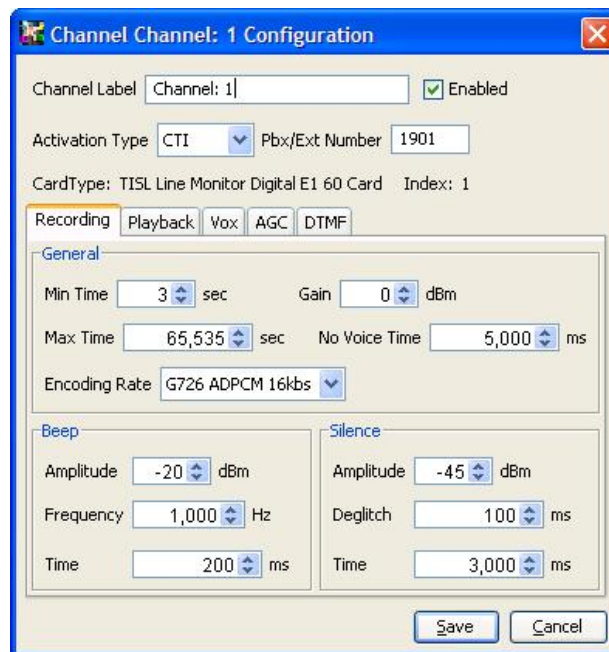 Channel Channel: 1 Configuration
Channel Label Channel: 1 Enabled
Activation Type CTI Pbx/Ext Number 1901
CardType: TISL Line Monitor Digital E1 60 Card Index: 1
Recording Playback Vox AGC DTMF
General
Min Time 3 sec Gain 0 dBm
Max Time 65,535 sec No Voice Time 5,000 ms
Encoding Rate G726 ADPCM 16kbs
Beep
Amplitude -20 dBm
Frequency 1,000 Hz
Time 200 ms
Silence
Amplitude -45 dBm
Deglitch 100 ms
Time 3,000 ms
Save Cancel